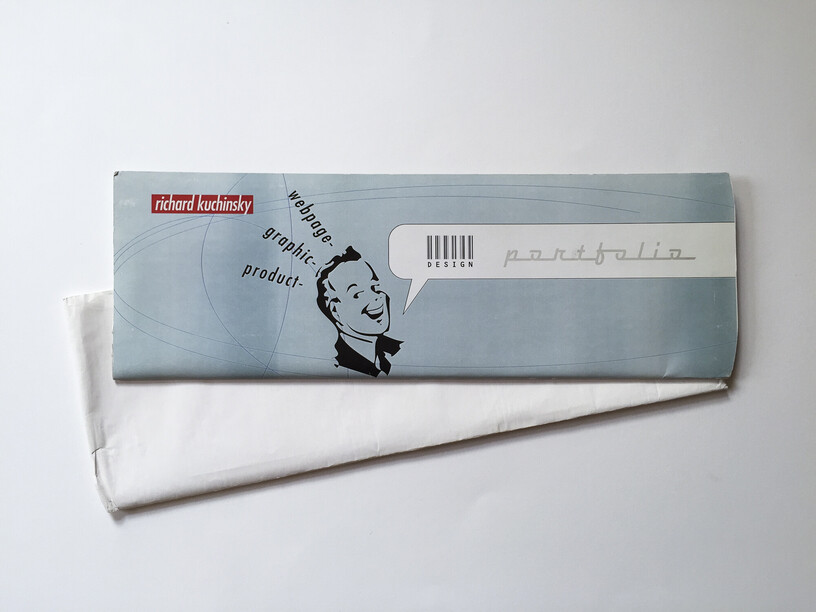 richard kuchinsky
webpage-
graphic-
product-
DESIGN
portfolio